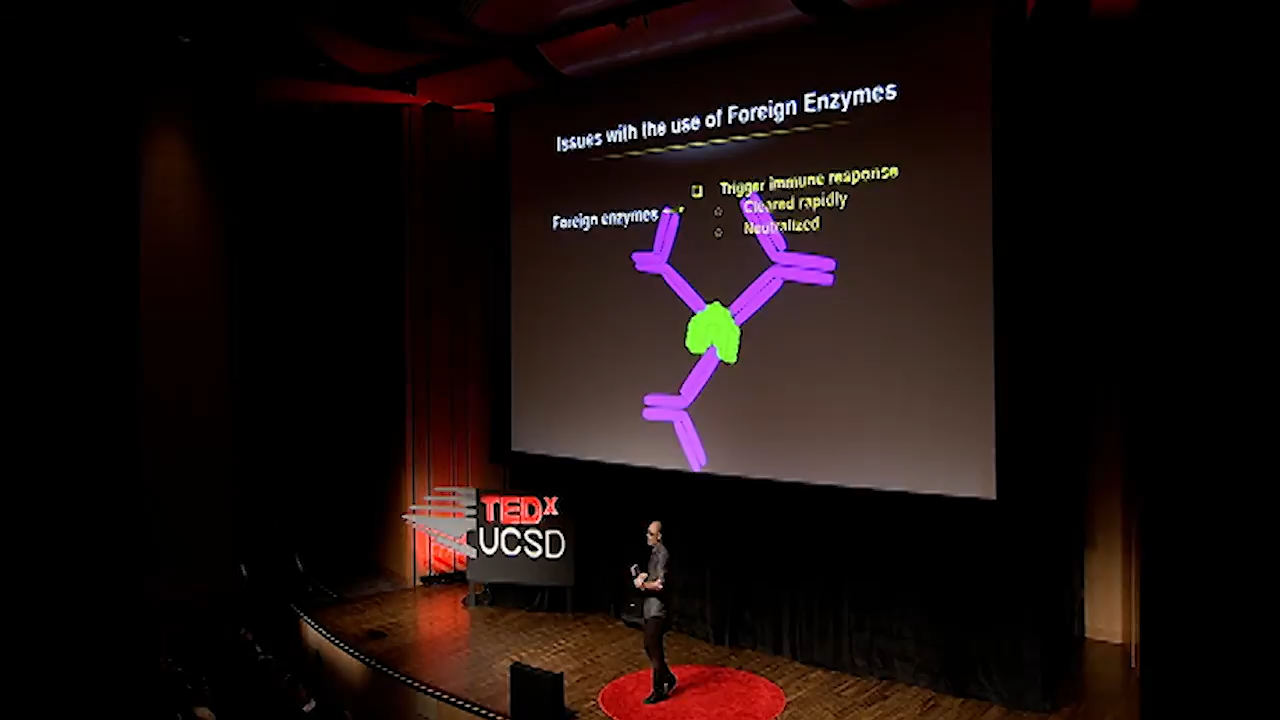 Issues with the use of Foreign Enzymes
Trigger immune response
Foreign enzymes
Cleared rapidly
Neutralized
TEDx
UCSD